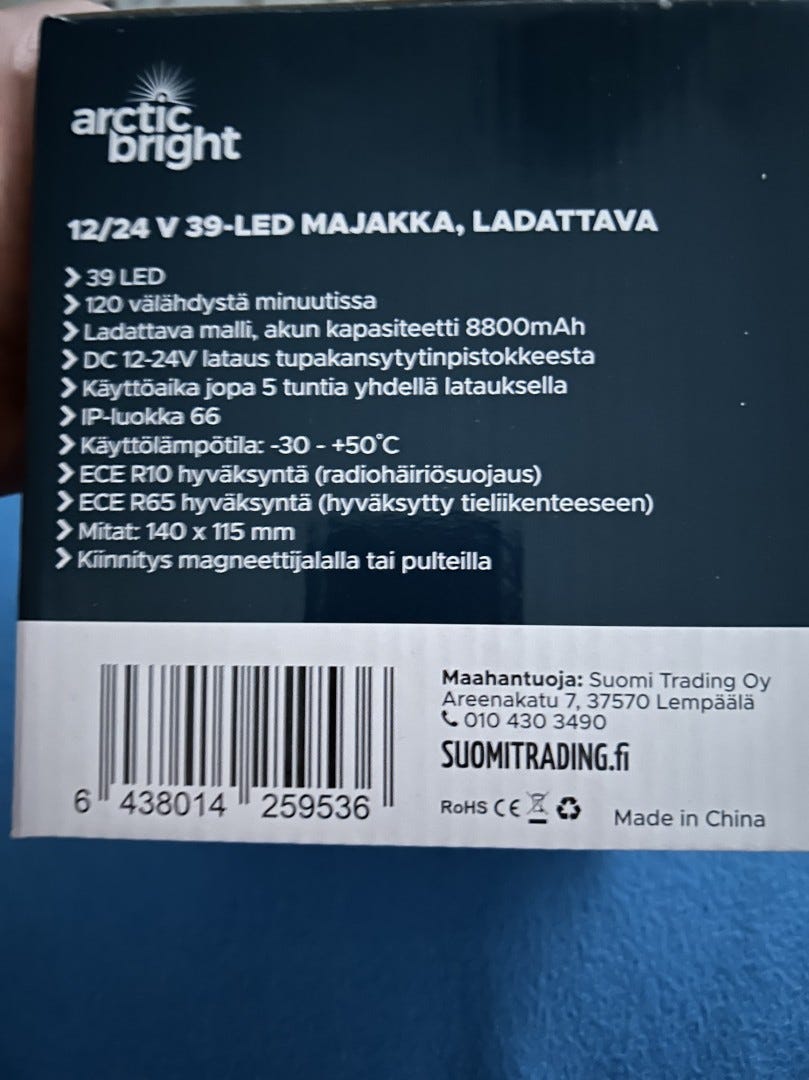 arctic
bright
12/24 V 39-LED MAJAKKA, LADATTAVA
39 LED
120 välähdystä minuutissa
Ladattava malli, akun kapasiteetti 8800mAh
DC 12-24V lataus tupakansytytinpistokkeesta
Käyttöaika jopa 5 tuntia yhdellä latauksella
IP-luokka 66
Käyttölämpötila: -30 - +50°C
ECE R10 hyväksyntä (radiohäiriösuojaus)
ECE R65 hyväksyntä (hyväksytty tieliikenteeseen)
Mitat: 140 x 115 mm
Kiinnitys magneettijalalla tai pulteilla
Maahantuoja: Suomi Trading Oy
Areenakatu 7, 37570 Lempäälä
010 430 3490
SUOMITRADING.fi
RoHS CE
Made in China
6 438014 259536